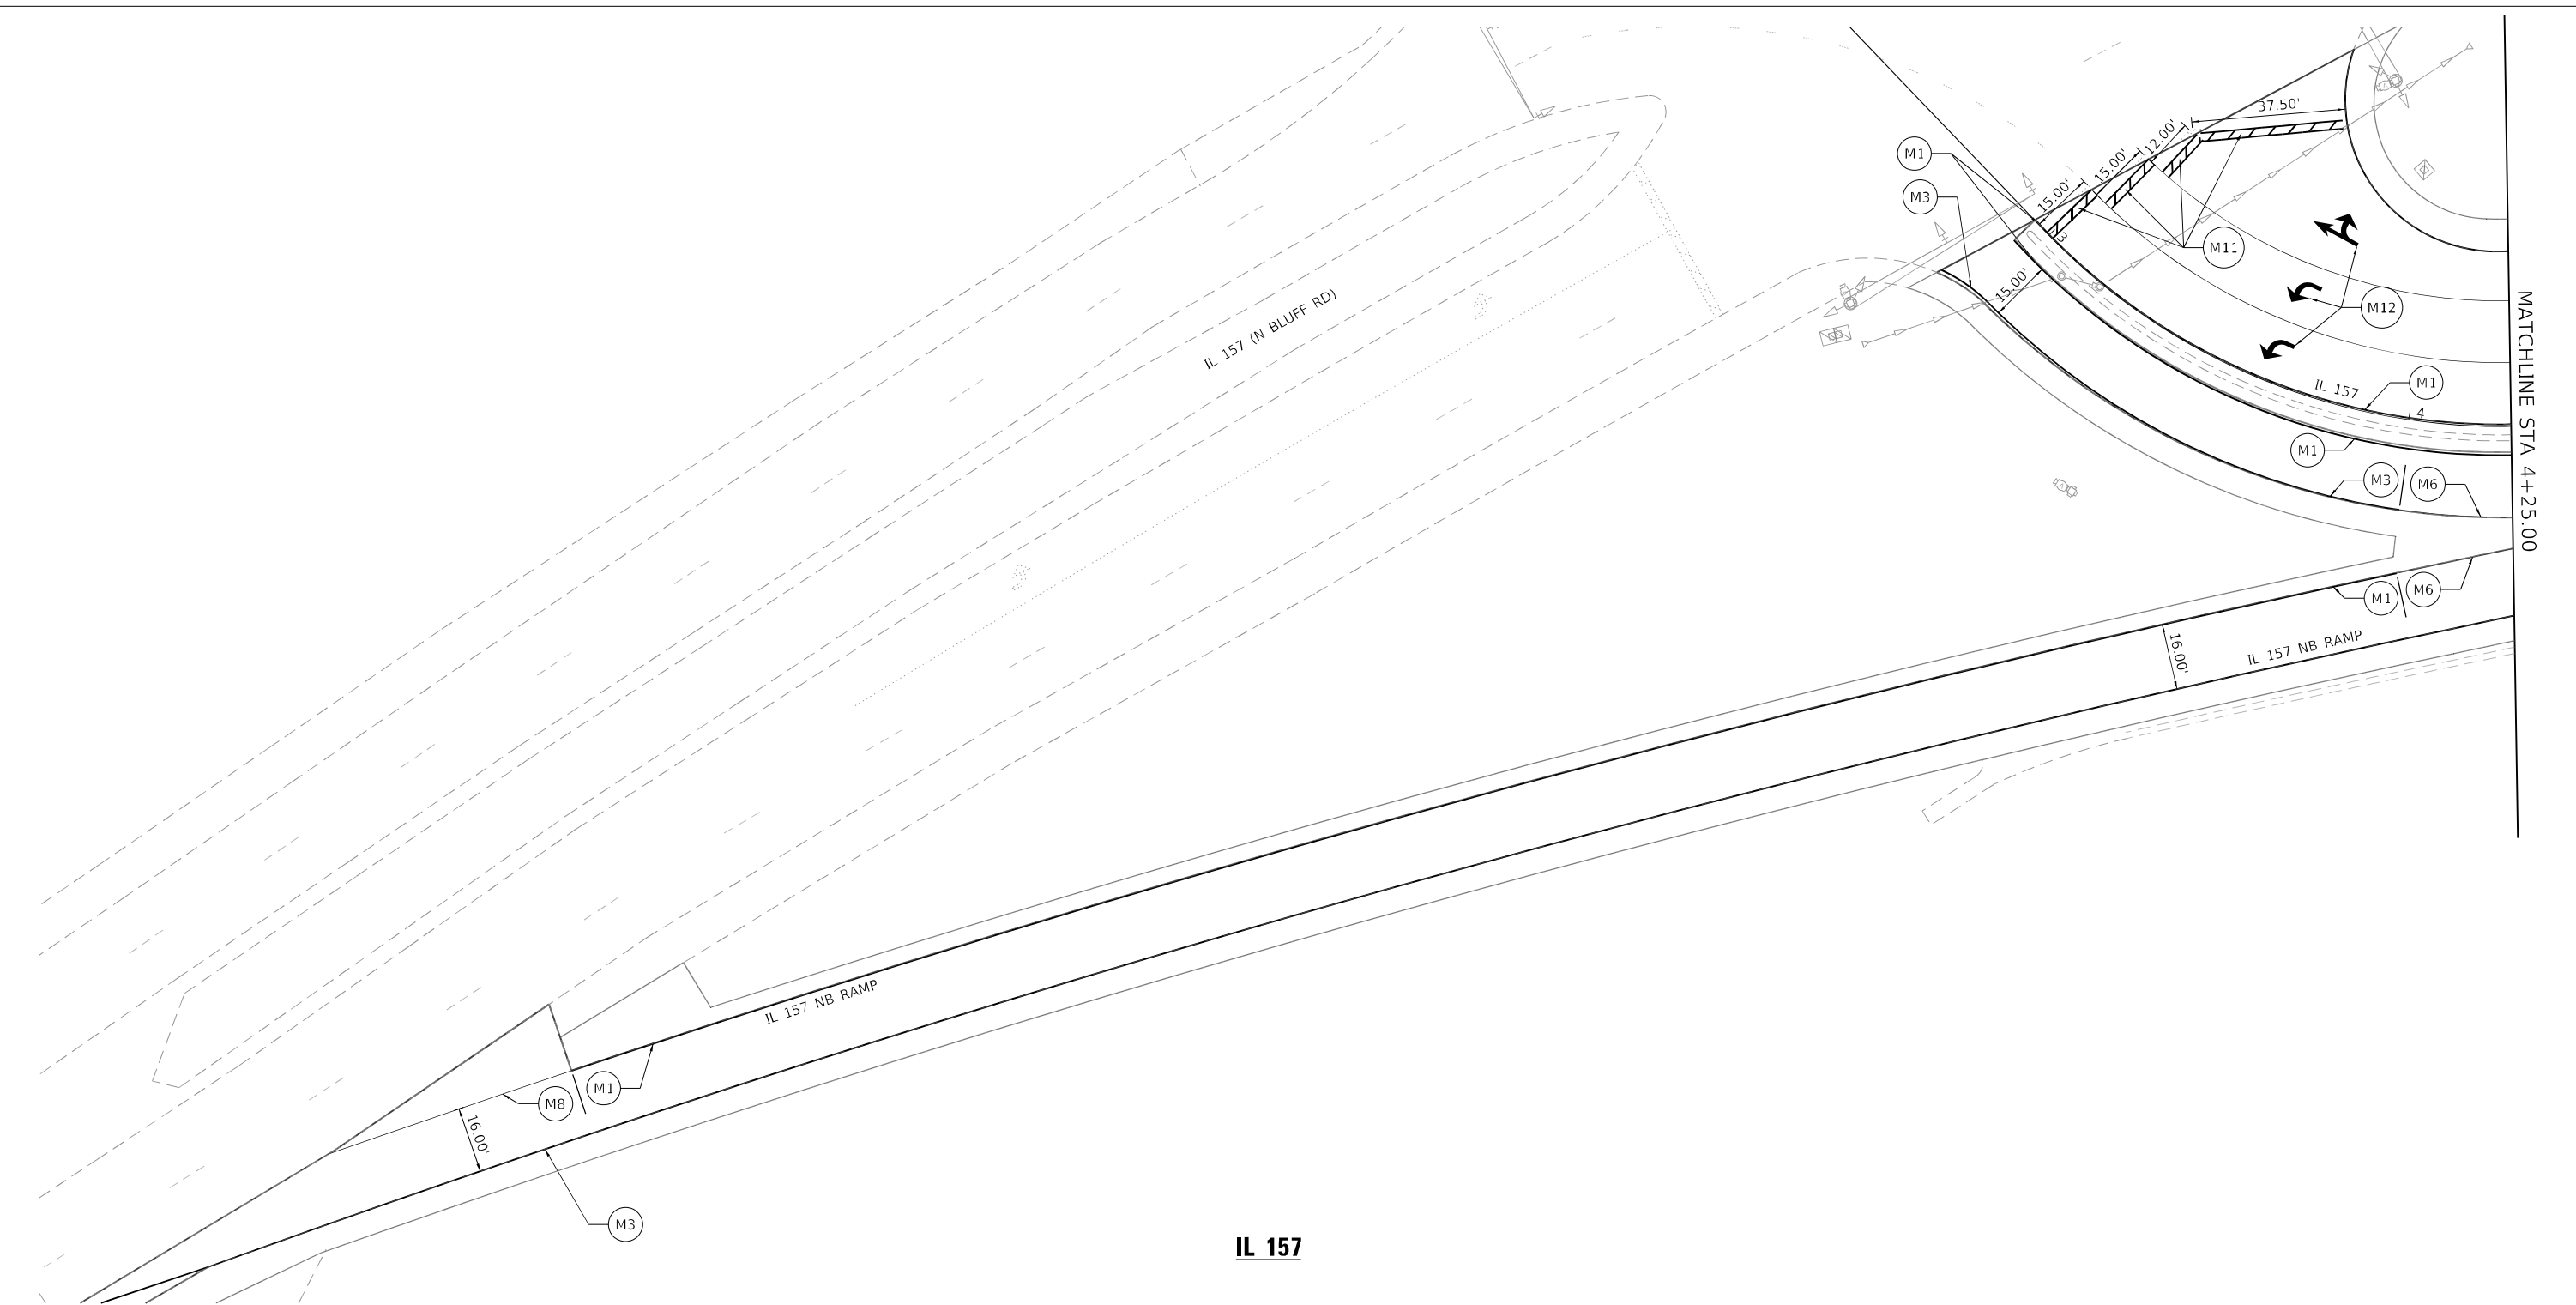 37.50'
12.00'
15.00'
15.00'
M1
M3
3
M11
15.00'
M12
MATCHLINE STA 4+25.00
IL 157 (N BLUFF RD)
IL 157
M1
4
M1
M3
M6
M1
M6
16.00'
IL 157 NB RAMP
IL 157 NB RAMP
M8
M1
16.00'
M3
IL 157